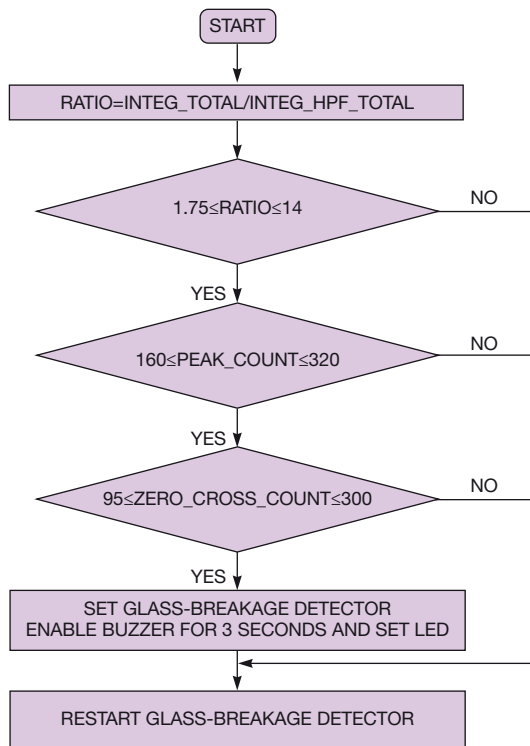 START
RATIO=INTEG_TOTAL/INTEG_HPF_TOTAL
1.75≤RATIO≤14
NO
YES
160≤PEAK_COUNT≤320
NO
YES
95≤ZERO_CROSS_COUNT≤300
NO
YES
SET GLASS-BREAKAGE DETECTOR
ENABLE BUZZER FOR 3 SECONDS AND SET LED
RESTART GLASS-BREAKAGE DETECTOR